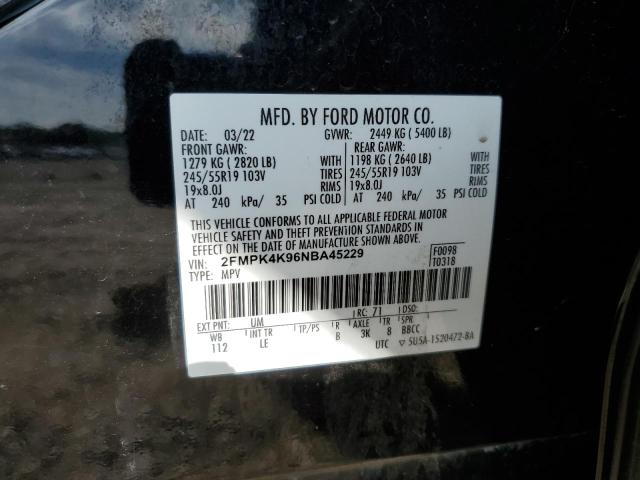 MFD. BY FORD MOTOR CO.
DATE: 03/22 GVWR: 2449 KG ( 5400 LB)
FRONT GAWR: REAR GAWR:
1279 KG ( 2820 LB) WITH 1198 KG ( 2640 LB) WITH
245/55R19 103V TIRES 245/55R19 103V TIRES
19x8.0J RIMS 19x8.0J RIMS
AT 240 kPa/ 35 PSI COLD AT 240 kPa/ 35 PSI COLD
THIS VEHICLE CONFORMS TO ALL APPLICABLE FEDERAL MOTOR
VEHICLE SAFETY AND THEFT PREVENTION STANDARDS IN
EFFECT ON THE DATE OF MANUFACTURE SHOWN ABOVE.
VIN: 2FMPK4K96NBA45229 F0098
TYPE: MPV T0318
EXT PNT: UM RC: 71 DSO:
WB INT TR TP/PS R AXLE TR SPR
112 LE B 3K 8 BBCC
UTC ▽ 5U5A-1520472-BA